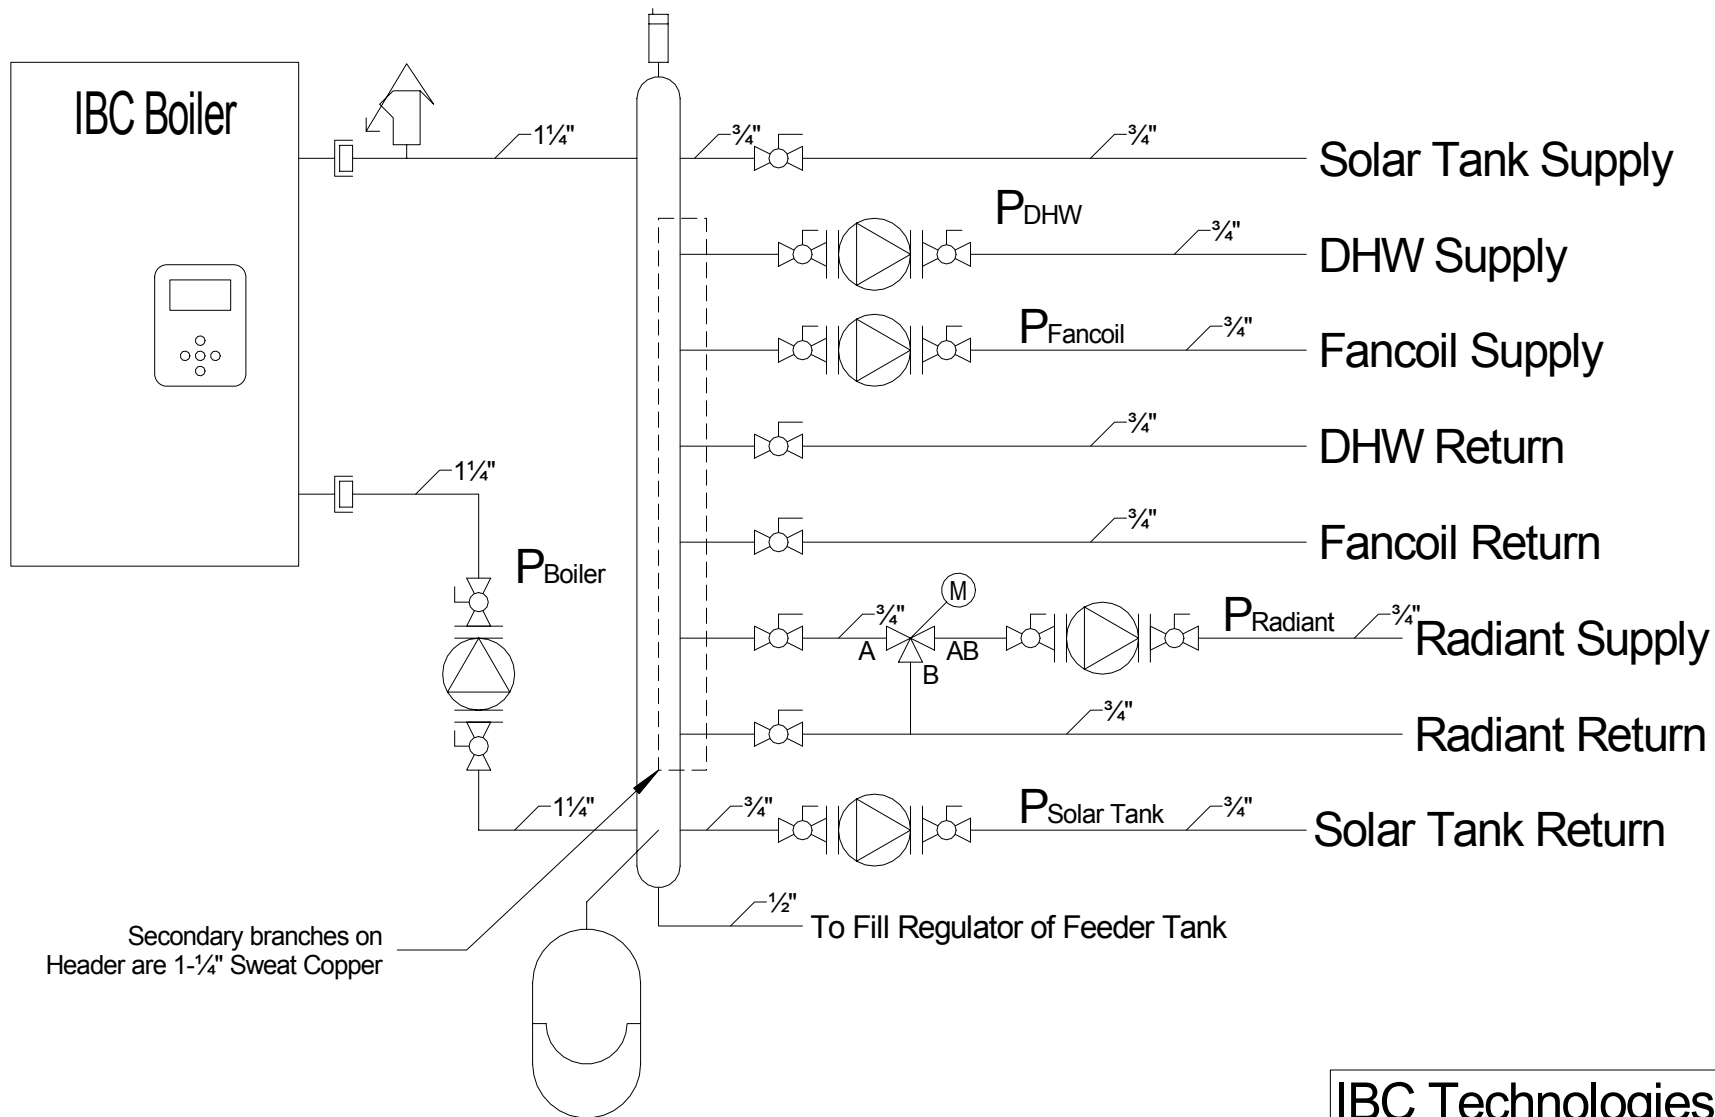 IBC Boiler
1¼"
¾"
¾"
Solar Tank Supply
PDHW
¾"
DHW Supply
PFancoil
¾"
Fancoil Supply
¾"
DHW Return
1¼"
¾"
Fancoil Return
PBoiler
M
¾"
A
AB
B
PRadiant
¾"
Radiant Supply
¾"
Radiant Return
1¼"
¾"
PSolar Tank
¾"
Solar Tank Return
½"
To Fill Regulator of Feeder Tank
Secondary branches on
Header are 1-¼" Sweat Copper
IBC Technologies